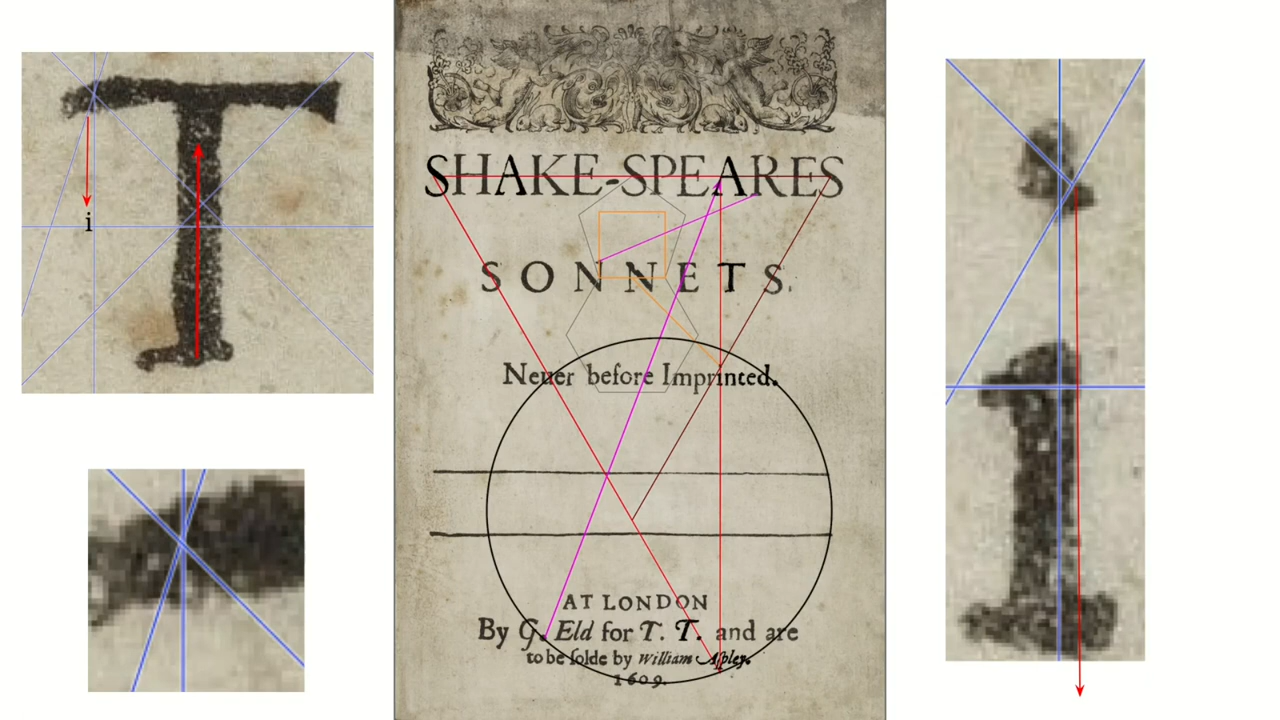 SHAKE-SPEARES
SONNETS.
Neuer before Imprinted.
AT LONDON
By G. Eld for T. T. and are
to be ſolde by William Aſpley.
1609.
T
i
i